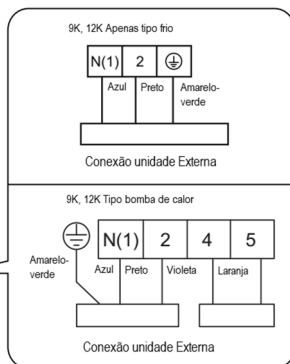 9K, 12K Apenas tipo frio
N(1) 2
Azul Preto Amarelo-
verde
Conexão unidade Externa
9K, 12K Tipo bomba de calor
N(1) 2 4 5
Amarelo-
verde
Azul Preto Violeta Laranja
Conexão unidade Externa